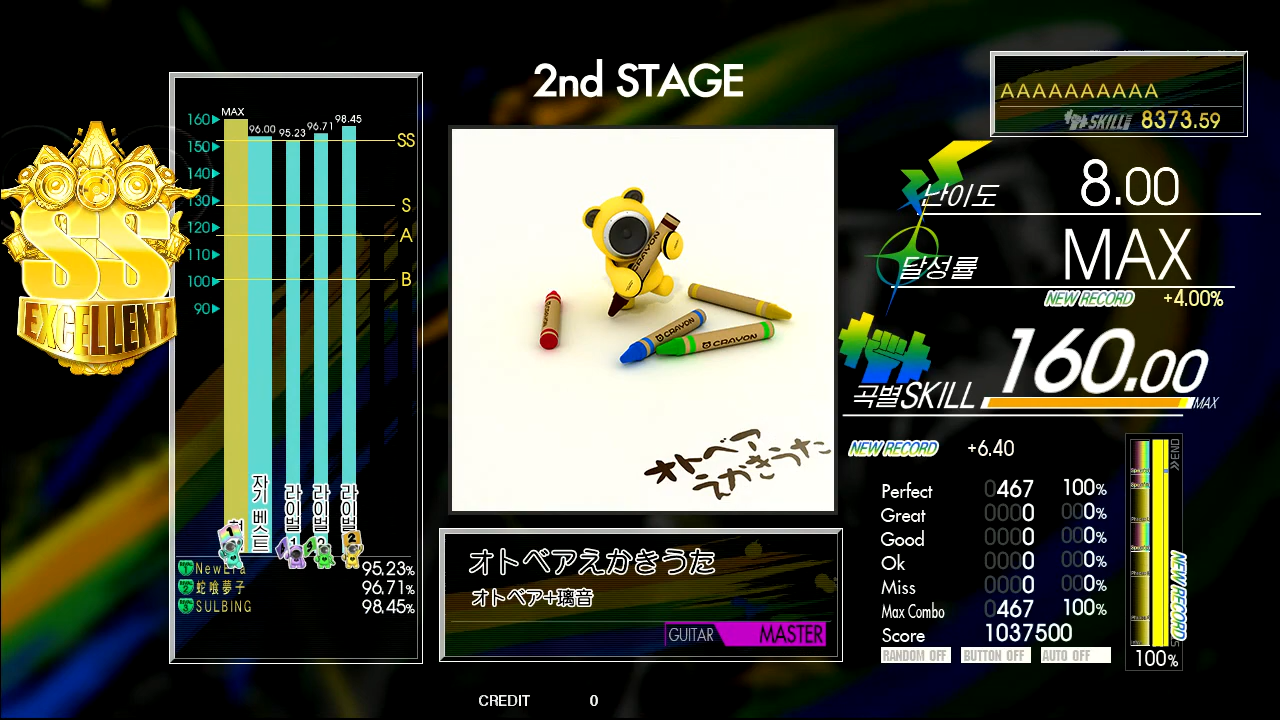 2nd STAGE
AAAAAAAAAA
SKILL 8373.59
난이도 8.00
달성률 MAX
NEW RECORD +4.00%
곡별SKILL 160.00
MAX
NEW RECORD +6.40
Perfect 0467 100%
Great 0000 000%
Good 0000 000%
Ok 0000 000%
Miss 0000 000%
Max Combo 0467 100%
Score 1037500
RANDOM OFF BUTTON OFF AUTO OFF
END
NEW RECORD
100%
SS
EXCELLENT
MAX
96.00 95.23 96.71 98.45
160
150
140
130
120
110
100
90
SS
S
A
B
자기 베스트
라이벌
라이벌 2
라이벌
NewEra 95.23%
蛇喰夢子 96.71%
SULBING 98.45%
CRAYON
CRAYON
CRAYON
オトベア
えかきうた
オトベアえかきうた
オトベア+璃音
GUITAR MASTER
CREDIT 0